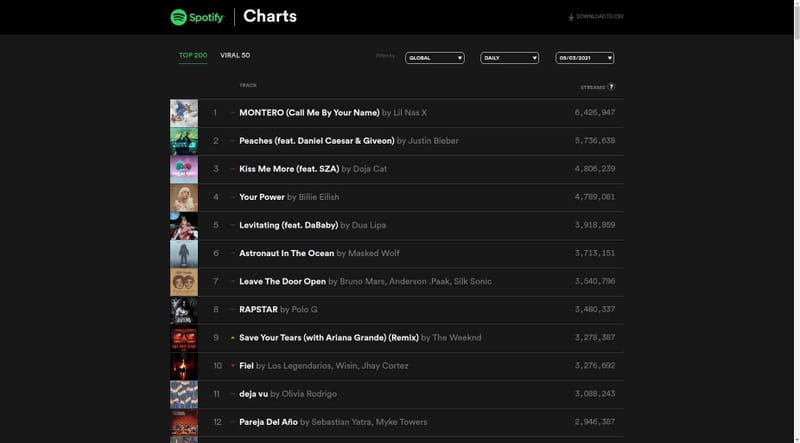 Spotify Charts
DOWNLOAD TO CSV
TOP 200 VIRAL 50 Filter by GLOBAL DAILY 05/03/2021
TRACK STREAMS ?
1 MONTERO (Call Me By Your Name) by Lil Nas X 6,426,947
2 Peaches (feat. Daniel Caesar & Giveon) by Justin Bieber 5,736,638
3 Kiss Me More (feat. SZA) by Doja Cat 4,806,239
4 Your Power by Billie Eilish 4,789,081
5 Levitating (feat. DaBaby) by Dua Lipa 3,918,859
6 Astronaut In The Ocean by Masked Wolf 3,713,151
7 Leave The Door Open by Bruno Mars, Anderson .Paak, Silk Sonic 3,540,796
8 RAPSTAR by Polo G 3,480,337
9 Save Your Tears (with Ariana Grande) (Remix) by The Weeknd 3,278,387
10 Fiel by Los Legendarios, Wisin, Jhay Cortez 3,276,692
11 deja vu by Olivia Rodrigo 3,088,243
12 Pareja Del Año by Sebastian Yatra, Myke Towers 2,946,387